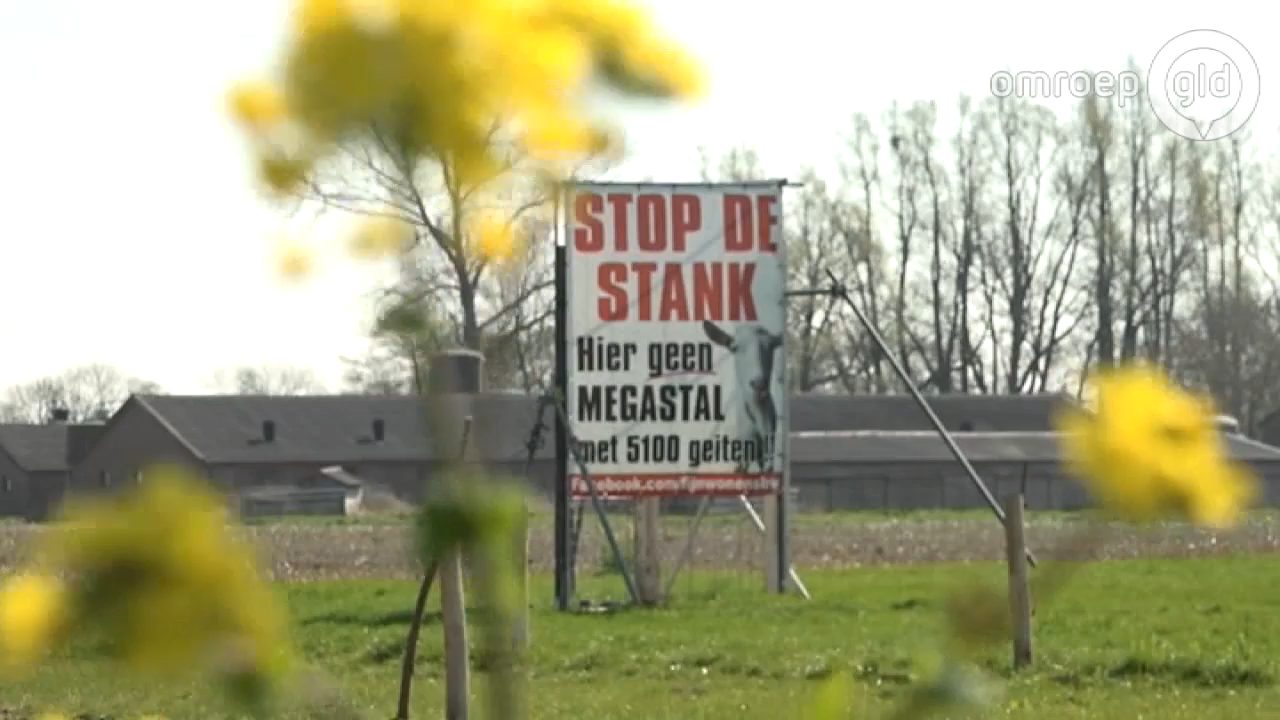 omroep gld
STOP DE
STANK
Hier geen
MEGASTAL
met 5100 geiten!!